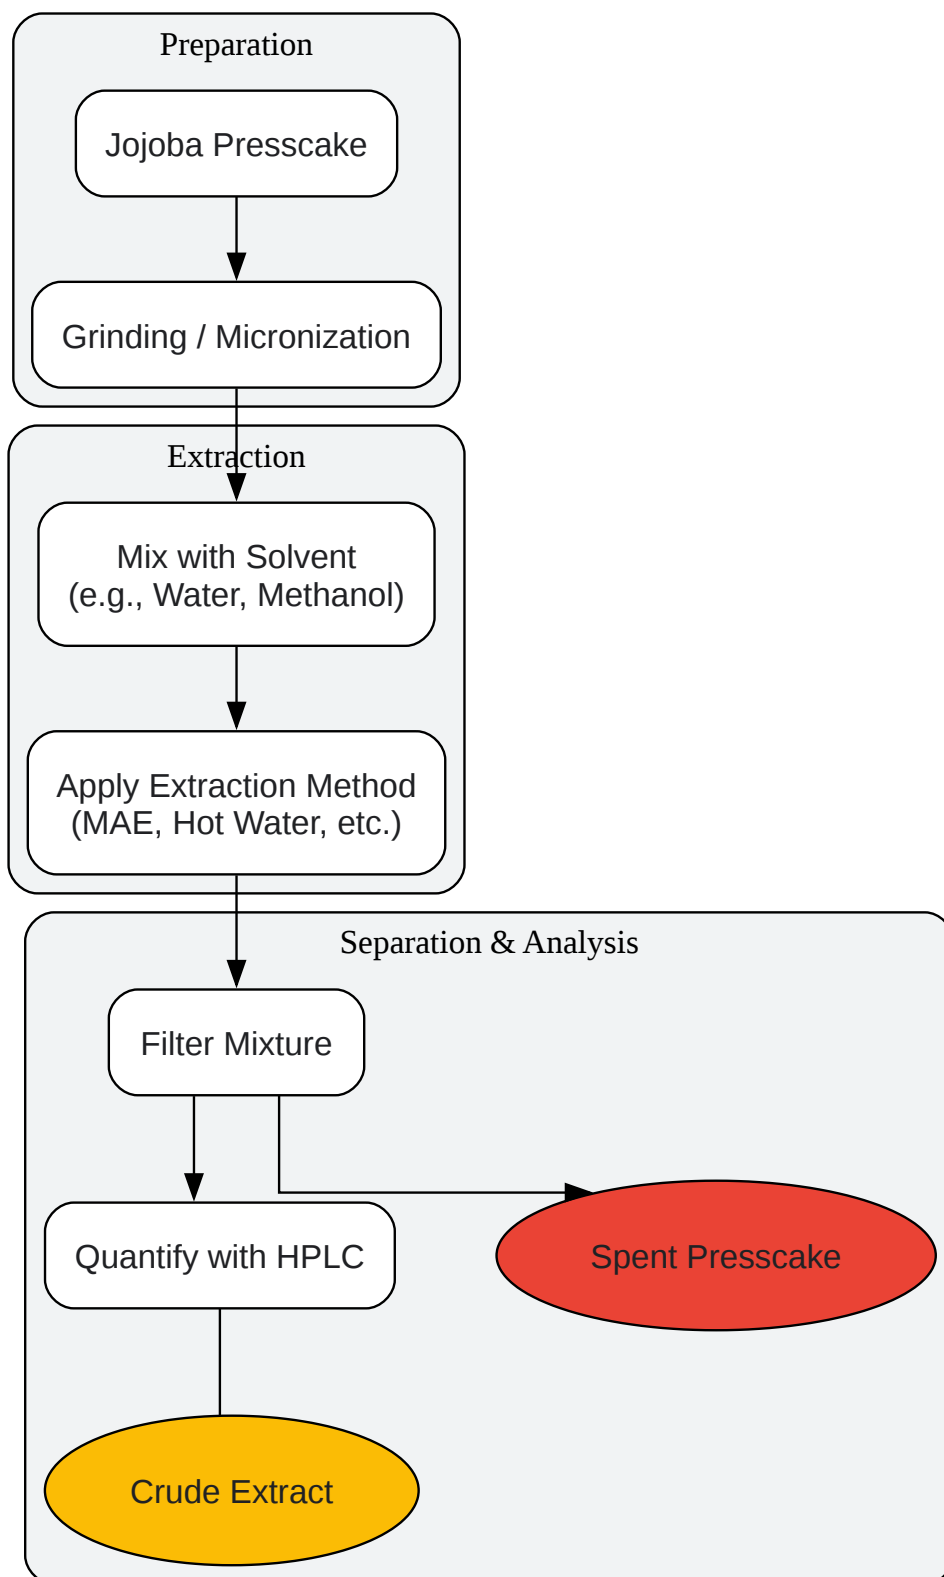 Preparation
Jojoba Presscake
Grinding / Micronization
Extraction
Mix with Solvent
(e.g., Water, Methanol)
Apply Extraction Method
(MAE, Hot Water, etc.)
Separation & Analysis
Filter Mixture
Quantify with HPLC
Spent Presscake
Crude Extract